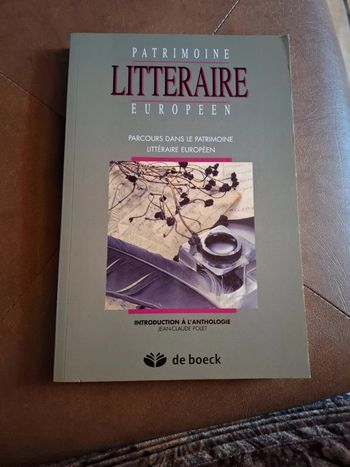 PATRIMOINE
LITTERAIRE
EUROPEEN
PARCOURS DANS LE PATRIMOINE
LITTÉRAIRE EUROPÉEN
INTRODUCTION À L'ANTHOLOGIE
JEAN-CLAUDE POLET
de boeck